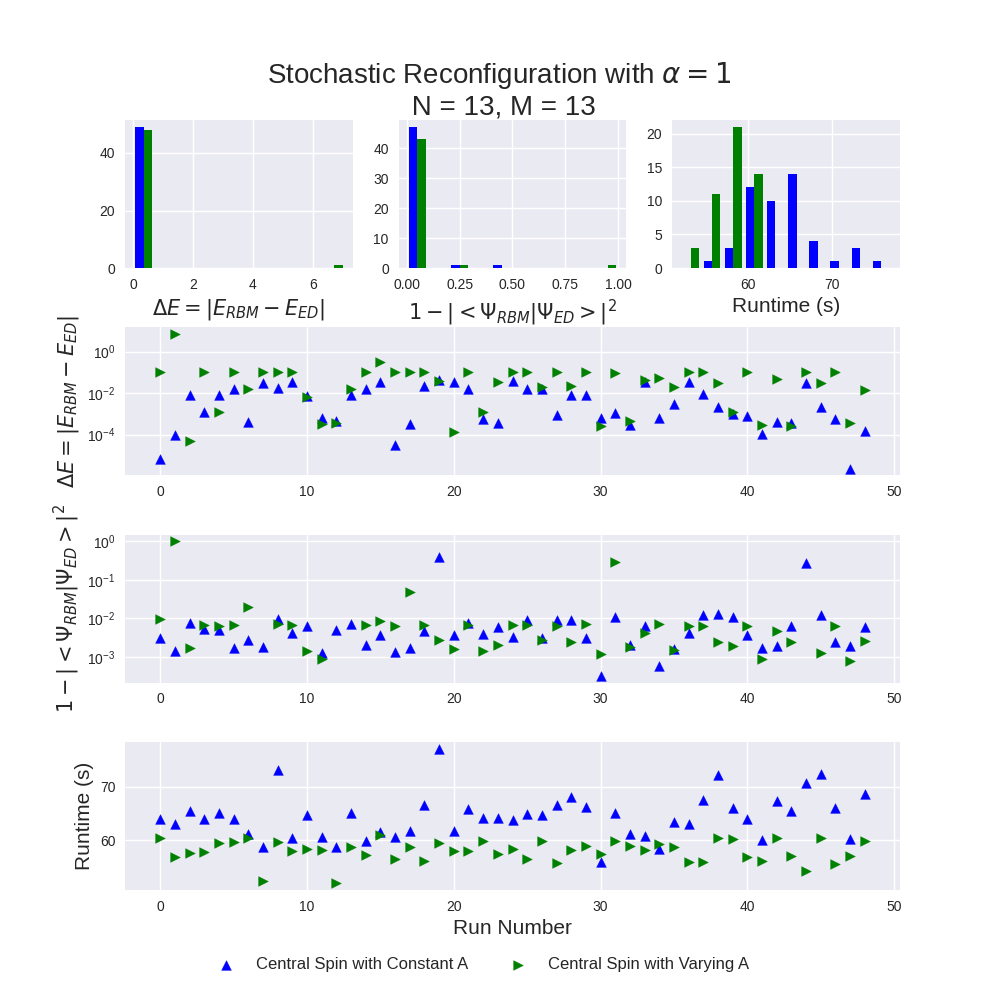 Stochastic Reconfiguration with α = 1
N = 13, M = 13
40
20
0
0 2 4 6
ΔE = |E_RBM − E_ED|
40
30
20
10
0
0.00 0.25 0.50 0.75 1.00
1 − | < Ψ_RBM|Ψ_ED > |^2
20
15
10
5
0
60 70
Runtime (s)
ΔE = |E_RBM − E_ED|
10^0
10^−2
10^−4
0 10 20 30 40 50
1 − | < Ψ_RBM|Ψ_ED > |^2
10^0
10^−1
10^−2
10^−3
0 10 20 30 40 50
Runtime (s)
70
60
0 10 20 30 40 50
Run Number
Central Spin with Constant A Central Spin with Varying A